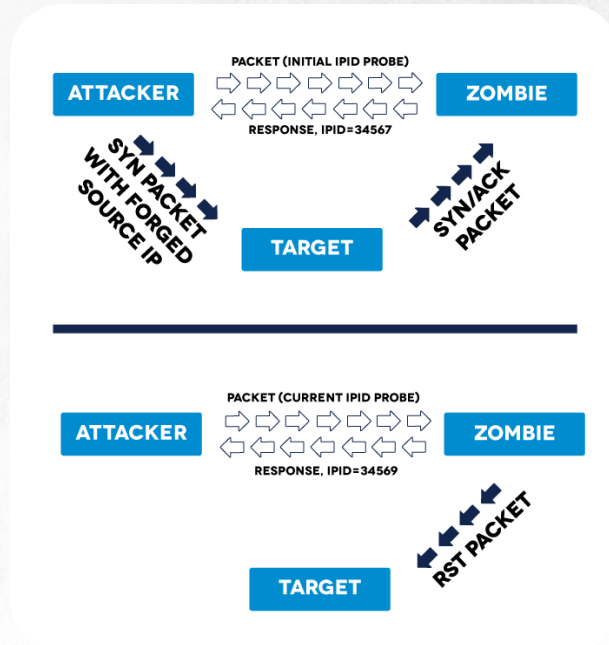 PACKET (INITIAL IPID PROBE)
ATTACKER
ZOMBIE
RESPONSE, IPID=34567
SYN PACKET
WITH FORGED
SOURCE IP
SYN/ACK
PACKET
TARGET
PACKET (CURRENT IPID PROBE)
ATTACKER
ZOMBIE
RESPONSE, IPID=34569
RST PACKET
TARGET